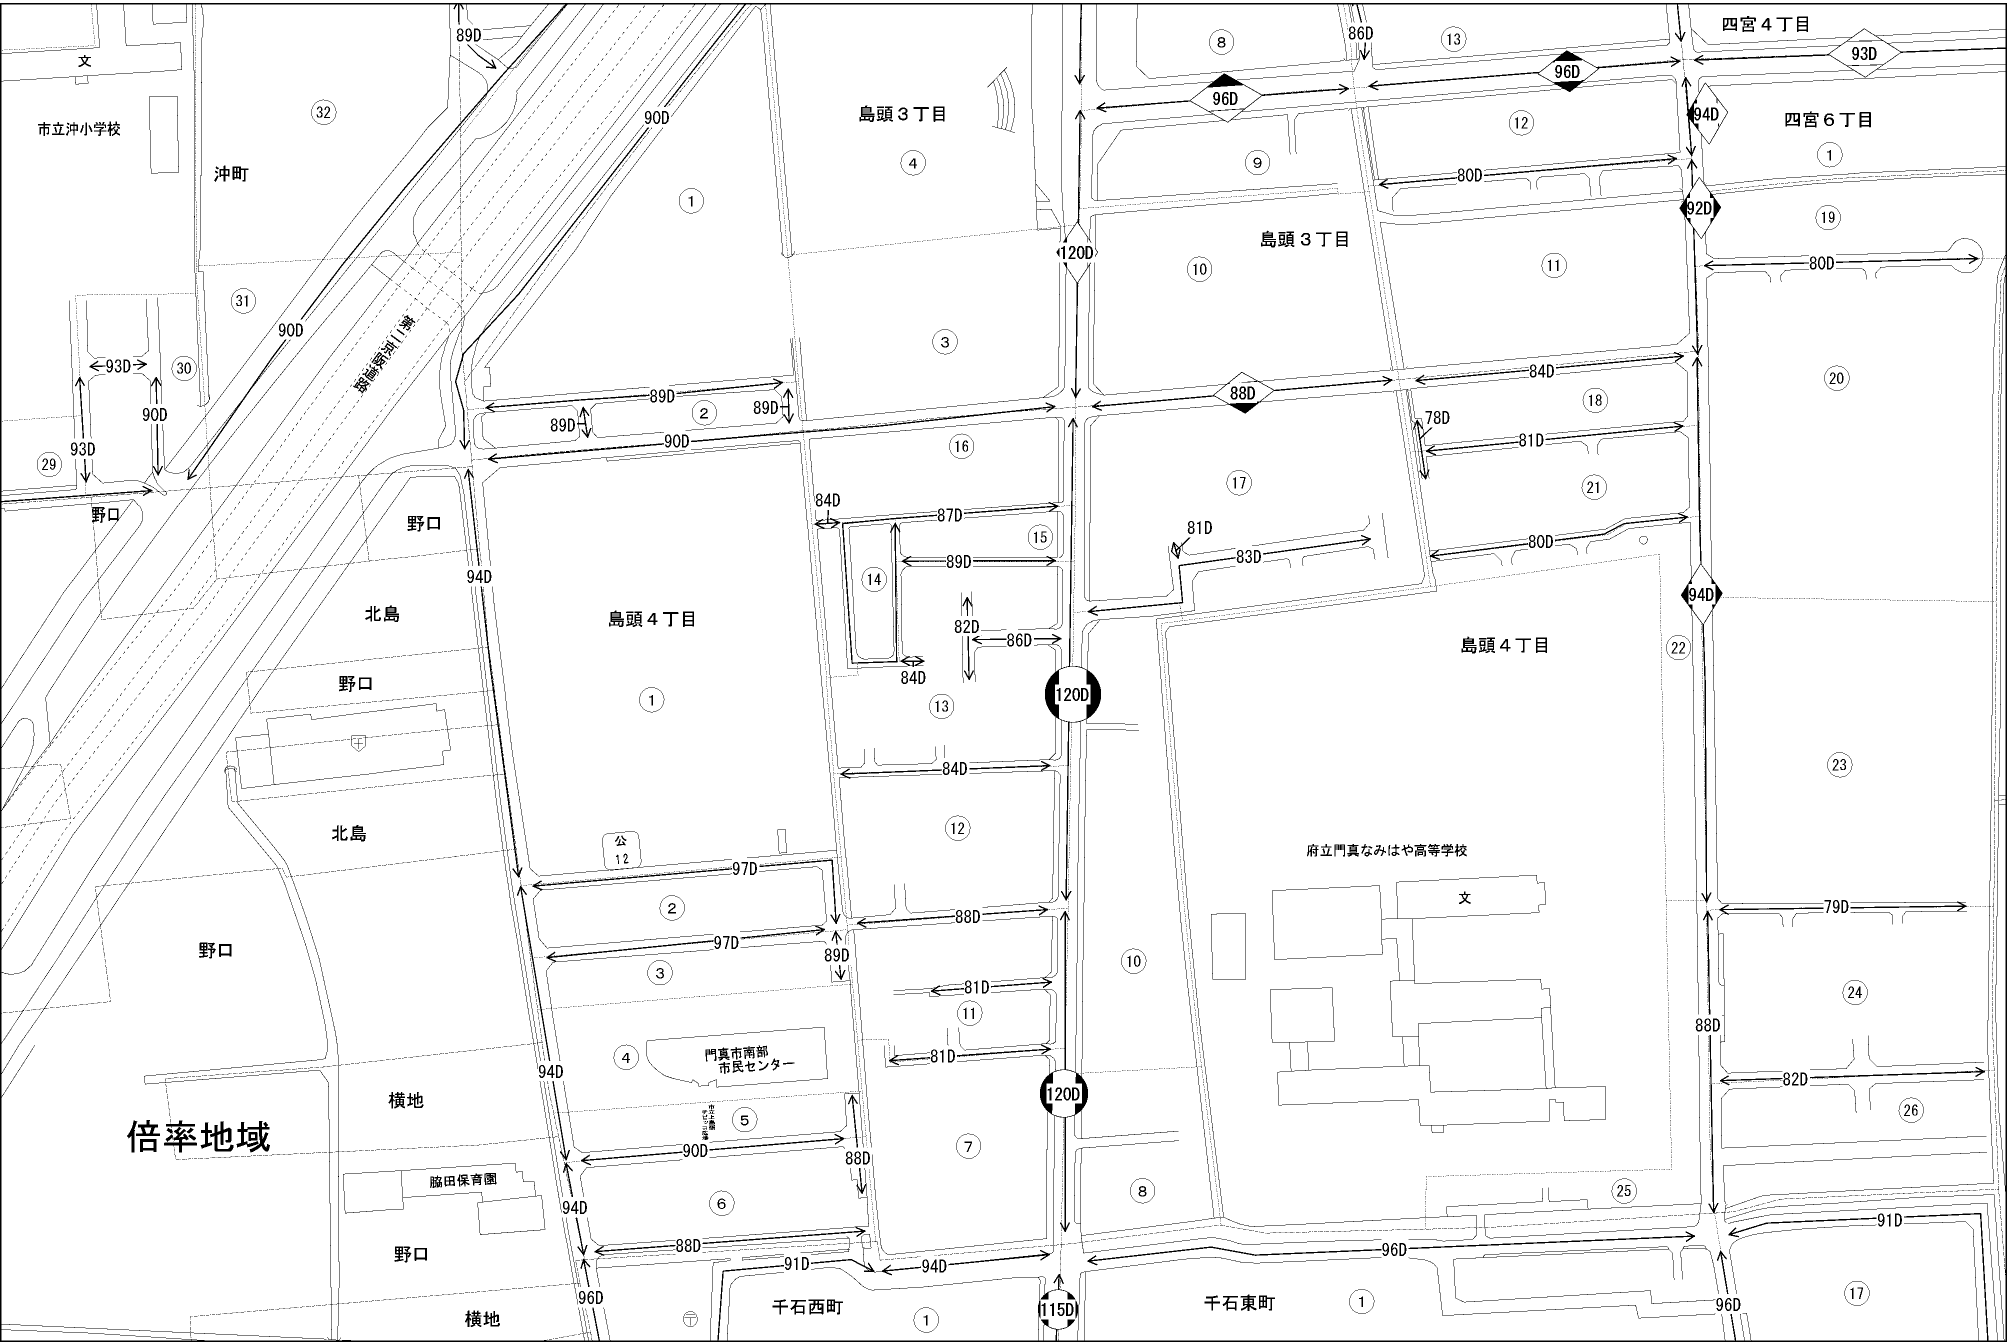 89D
86D
8
13
四宮４丁目
文
96D
96D
93D
32
90D
島頭３丁目
94D
四宮６丁目
市立沖小学校
12
沖町
4
9
1
80D
1
92D
19
島頭３丁目
120D
10
11
80D
31
90D
第二京阪道路
3
93D
30
89D
2
89D
88D
84D
20
90D
89D
18
78D
90D
81D
93D
29
16
17
21
野口
野口
84D
87D
15
81D
83D
80D
94D
14
89D
94D
北島
島頭４丁目
82D
86D
島頭４丁目
22
野口
84D
1
13
120D
〒
84D
23
北島
公
12
12
府立門真なみはや高等学校
97D
文
2
88D
79D
野口
97D
89D
3
10
81D
24
11
88D
4
門真市南部
市民センター
81D
94D
120D
82D
横地
26
倍率地域
5
90D
7
88D
脇田保育園
94D
6
8
25
88D
91D
野口
91D
94D
96D
96D
千石西町
115D
千石東町
1
96D
17
横地
〒
1